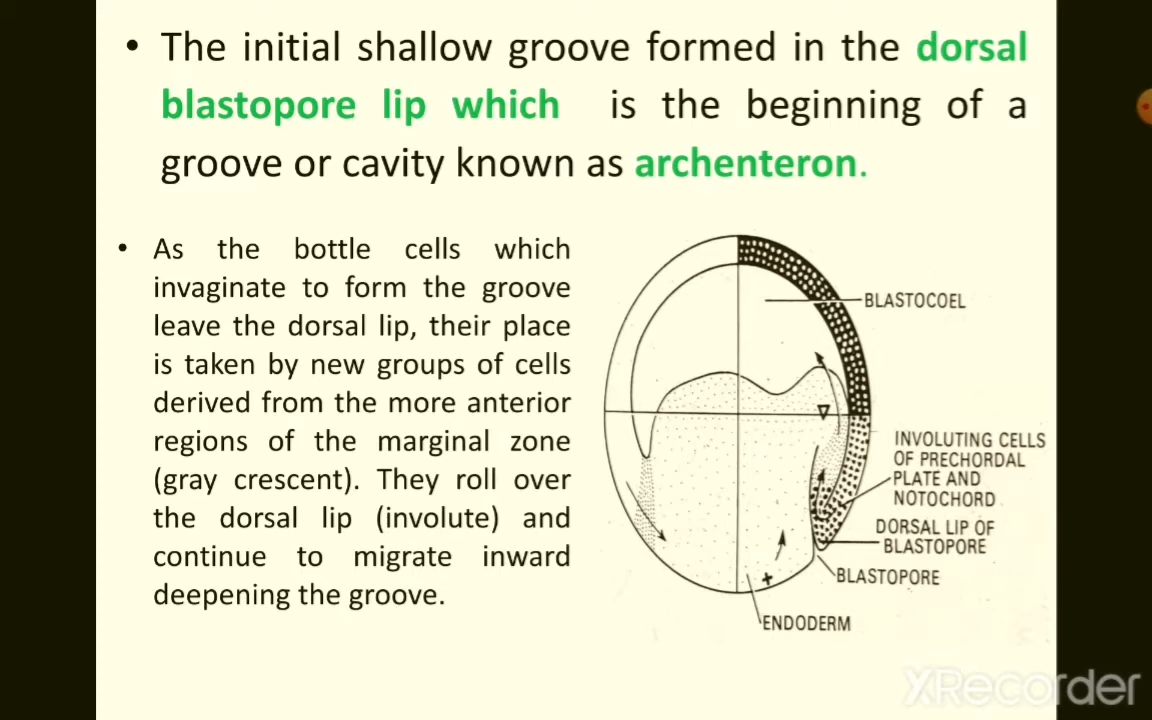 • The initial shallow groove formed in the dorsal
blastopore lip which is the beginning of a
groove or cavity known as archenteron.
• As the bottle cells which
invaginate to form the groove
leave the dorsal lip, their place
is taken by new groups of cells
derived from the more anterior
regions of the marginal zone
(gray crescent). They roll over
the dorsal lip (involute) and
continue to migrate inward
deepening the groove.
BLASTOCOEL
INVOLUTING CELLS
OF PRECHORDAL
PLATE AND
NOTOCHORD
DORSAL LIP OF
BLASTOPORE
BLASTOPORE
ENDODERM
XRecorder